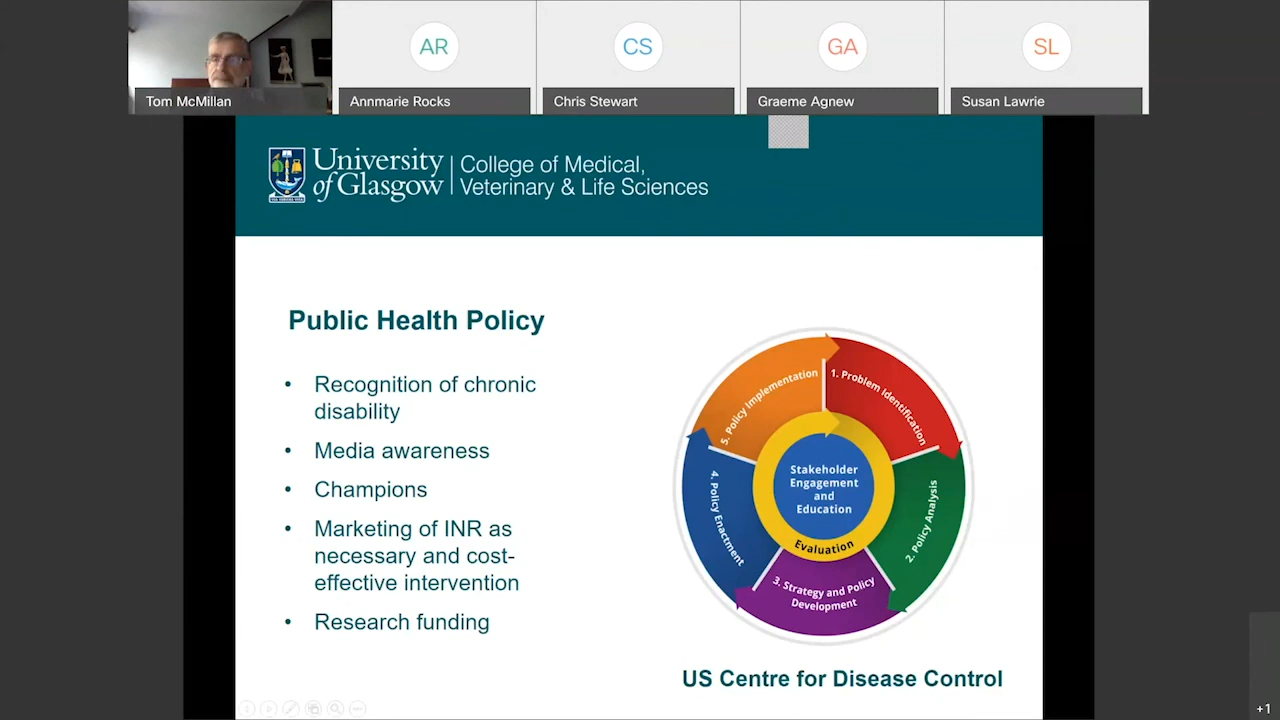 AR
CS
GA
SL
Tom McMillan
Annmarie Rocks
Chris Stewart
Graeme Agnew
Susan Lawrie
University
of Glasgow
College of Medical,
Veterinary & Life Sciences
Public Health Policy
• Recognition of chronic
disability
• Media awareness
• Champions
• Marketing of INR as
necessary and cost-
effective intervention
• Research funding
1. Problem Identification
2. Policy Analysis
3. Strategy and Policy
Development
4. Policy Enactment
5. Policy Implementation
Stakeholder
Engagement
and
Education
Evaluation
US Centre for Disease Control
+1